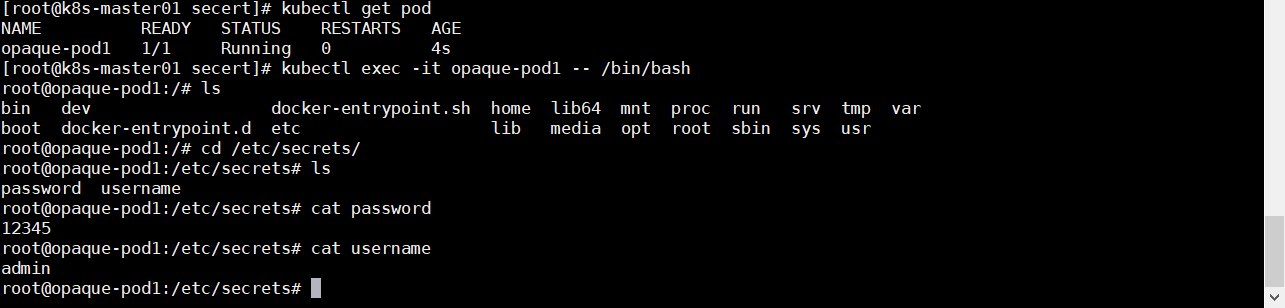 [root@k8s-master01 secert]# kubectl get pod
NAME          READY   STATUS    RESTARTS   AGE
opaque-pod1   1/1     Running   0          4s
[root@k8s-master01 secert]# kubectl exec -it opaque-pod1 -- /bin/bash
root@opaque-pod1:/# ls
bin   dev                  docker-entrypoint.sh  home  lib64  mnt  proc  run   srv  tmp  var
boot  docker-entrypoint.d  etc                   lib   media  opt  root  sbin  sys  usr
root@opaque-pod1:/# cd /etc/secrets/
root@opaque-pod1:/etc/secrets# ls
password  username
root@opaque-pod1:/etc/secrets# cat password
12345
root@opaque-pod1:/etc/secrets# cat username
admin
root@opaque-pod1:/etc/secrets#